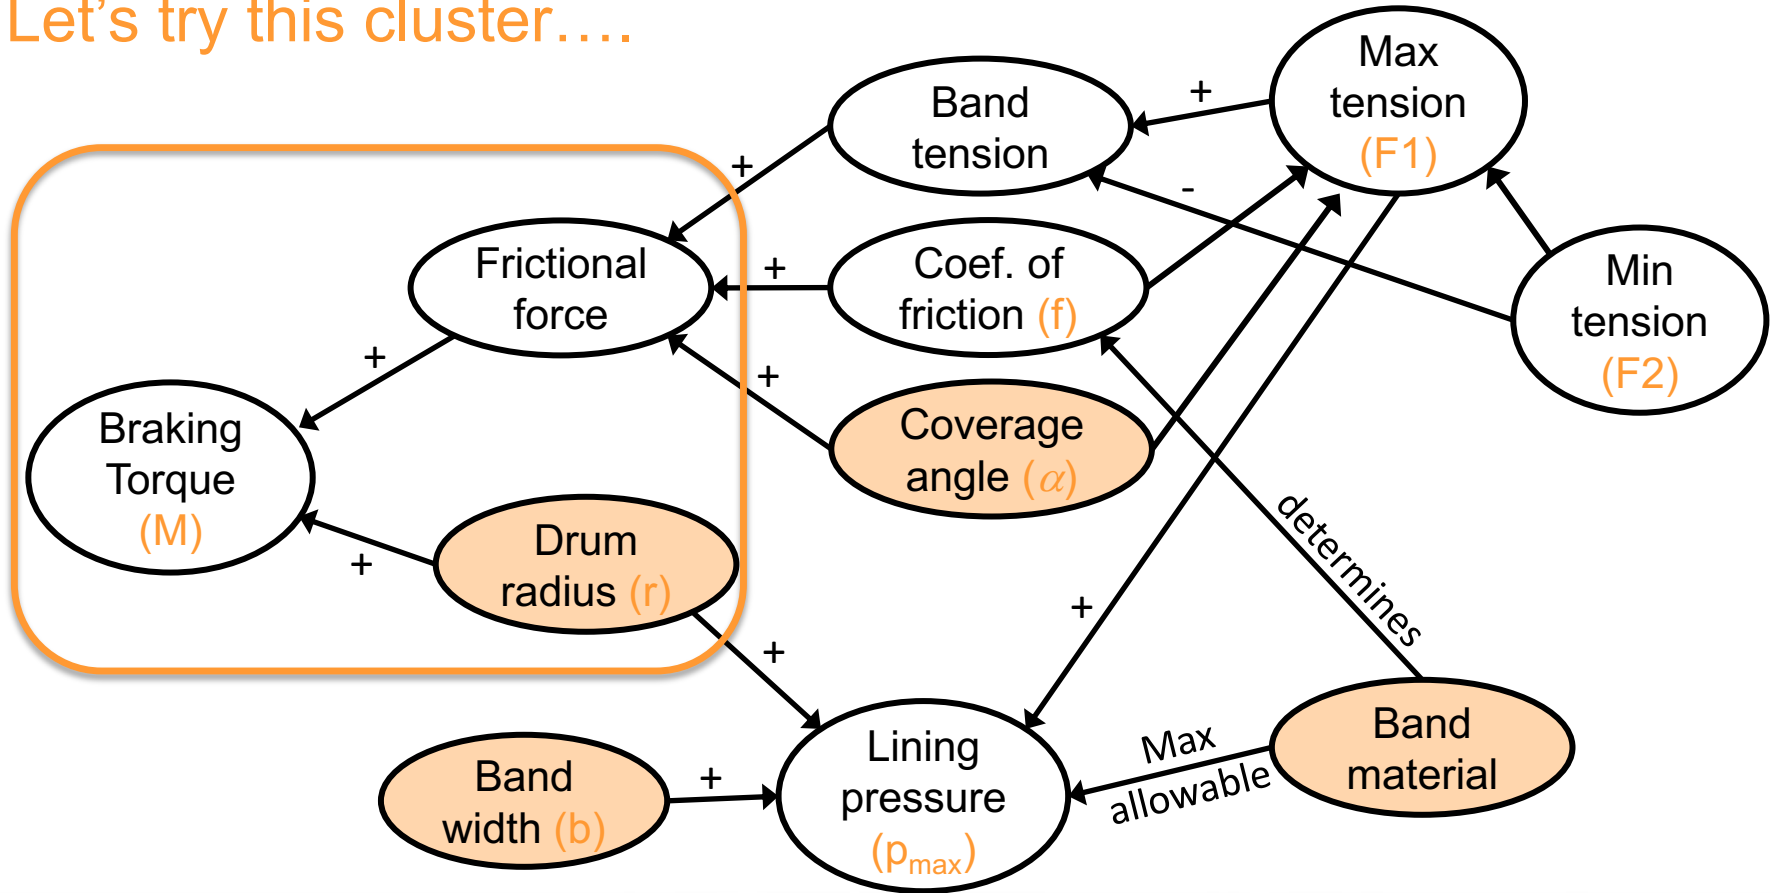 Let’s try this cluster….
Max
tension
(F1)
+
Band
tension
+
-
Min
tension
(F2)
Frictional
force
+
Coef. of
friction (f)
+
+
Coverage
angle (α)
Braking
Torque
(M)
+
Drum
radius (r)
determines
+
+
Band
width (b)
+
Lining
pressure
(pmax)
Max
allowable
Band
material